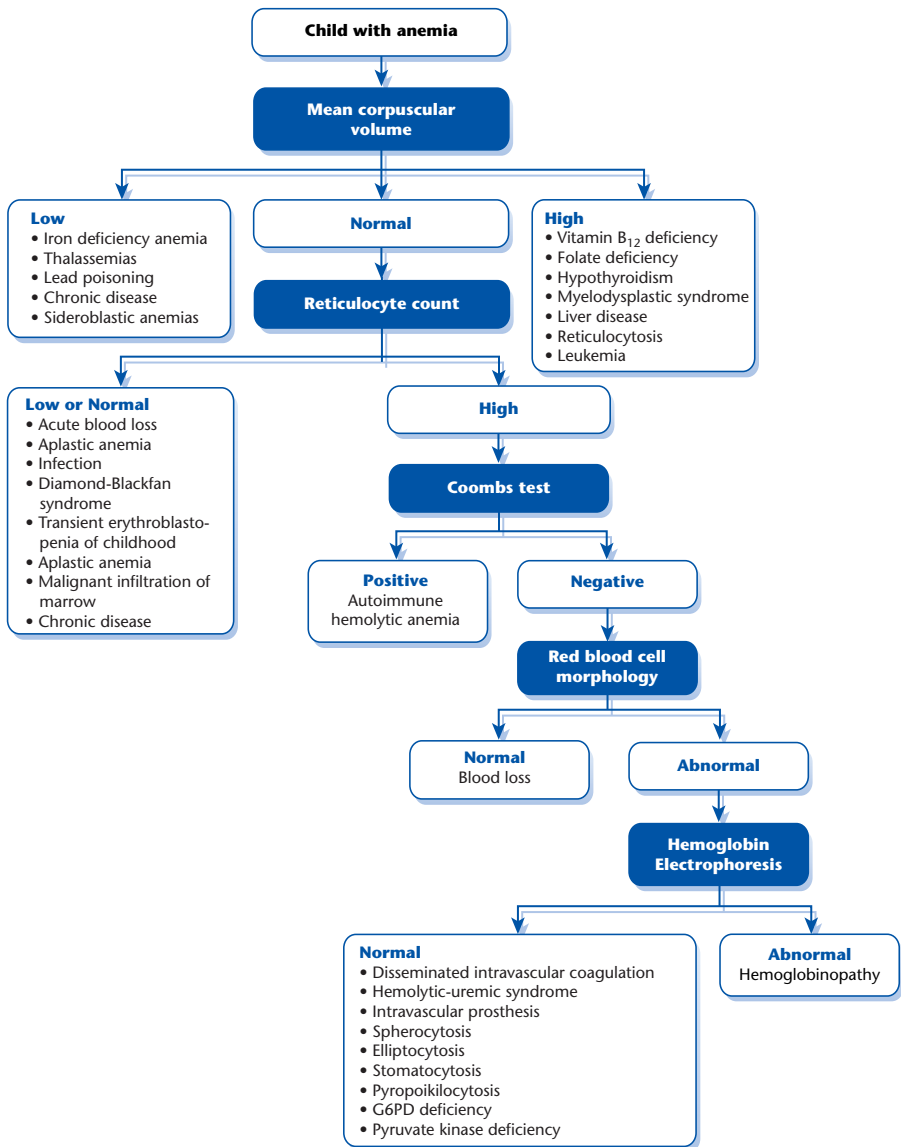 Child with anemia
Mean corpuscular
volume
Low
• Iron deficiency anemia
• Thalassemias
• Lead poisoning
• Chronic disease
• Sideroblastic anemias
Normal
High
• Vitamin B12 deficiency
• Folate deficiency
• Hypothyroidism
• Myelodysplastic syndrome
• Liver disease
• Reticulocytosis
• Leukemia
Reticulocyte count
Low or Normal
• Acute blood loss
• Aplastic anemia
• Infection
• Diamond-Blackfan
syndrome
• Transient erythroblasto-
penia of childhood
• Aplastic anemia
• Malignant infiltration of
marrow
• Chronic disease
High
Coombs test
Positive
Autoimmune
hemolytic anemia
Negative
Red blood cell
morphology
Normal
Blood loss
Abnormal
Hemoglobin
Electrophoresis
Normal
• Disseminated intravascular coagulation
• Hemolytic-uremic syndrome
• Intravascular prosthesis
• Spherocytosis
• Elliptocytosis
• Stomatocytosis
• Pyropoikilocytosis
• G6PD deficiency
• Pyruvate kinase deficiency
Abnormal
Hemoglobinopathy